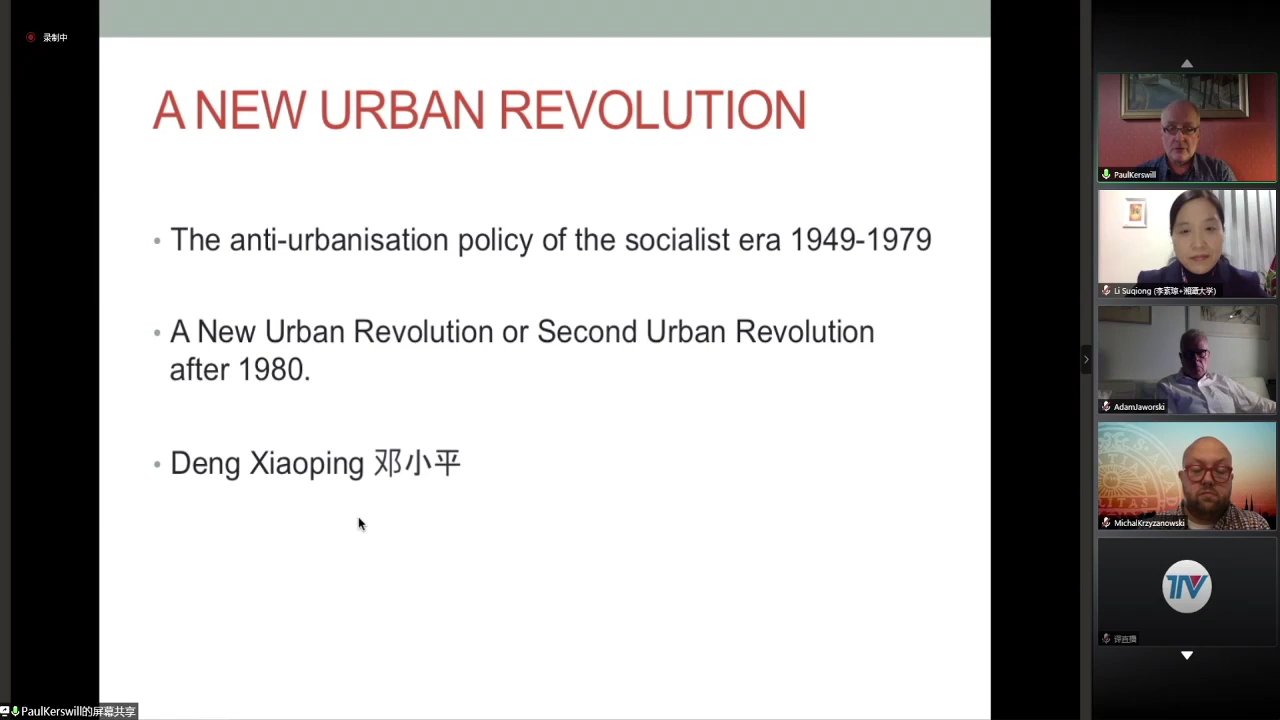 录制中
A NEW URBAN REVOLUTION
• The anti-urbanisation policy of the socialist era 1949-1979
• A New Urban Revolution or Second Urban Revolution
after 1980.
• Deng Xiaoping 邓小平
PaulKerswill的屏幕共享
PaulKerswill
Li Suqiong (李素琼+湘潭大学)
AdamJaworski
MichalKrzyzanowski
TV